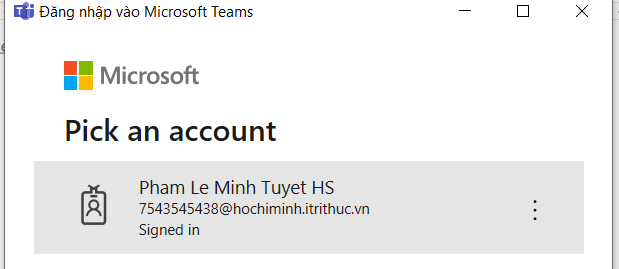 Đăng nhập vào Microsoft Teams
Microsoft
Pick an account
Pham Le Minh Tuyet HS
7543545438@hochiminh.itrithuc.vn
Signed in